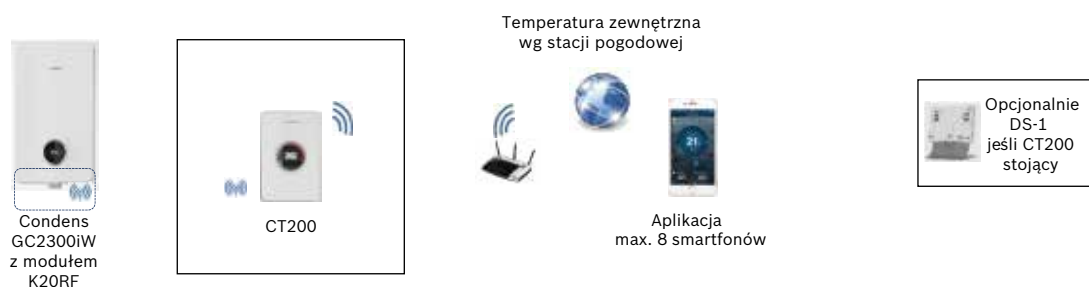 Temperatura zewnętrzna
wg stacji pogodowej
Condens
GC2300iW
z modułem
K20RF
CT200
Aplikacja
max. 8 smartfonów
21
Opcjonalnie
DS-1
jeśli CT200
stojący